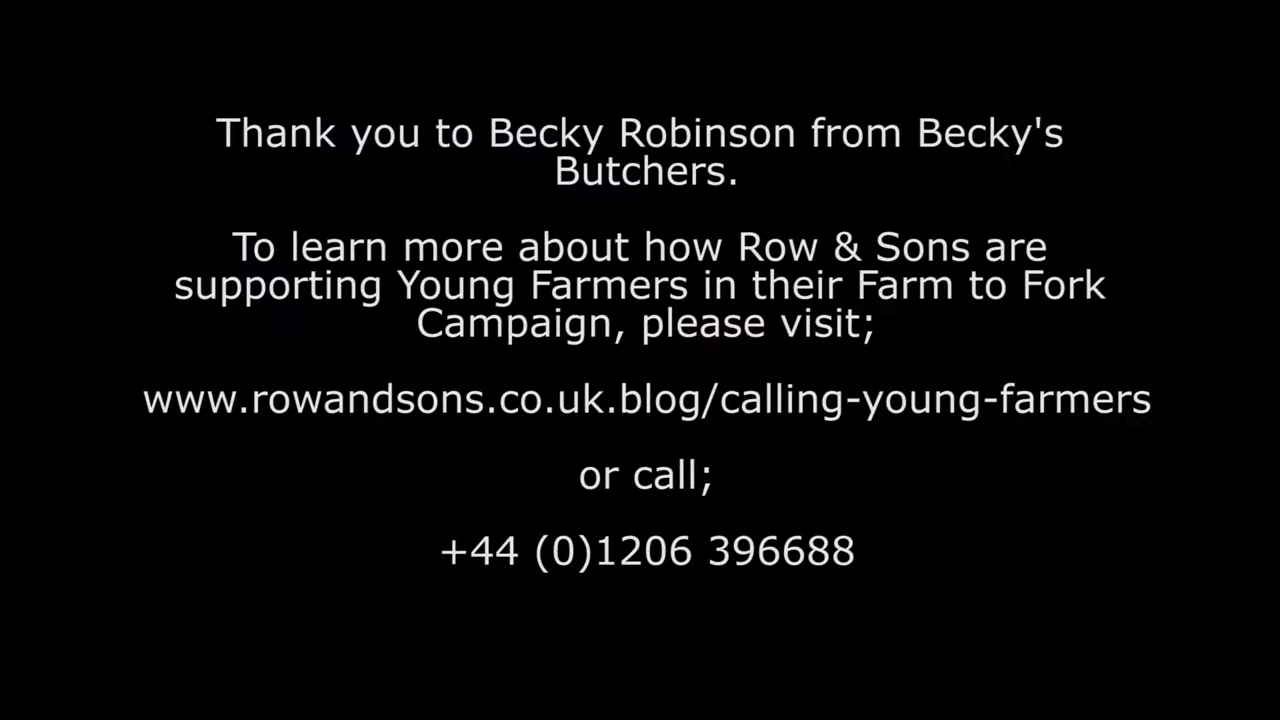 Thank you to Becky Robinson from Becky's
Butchers.
To learn more about how Row & Sons are
supporting Young Farmers in their Farm to Fork
Campaign, please visit;
www.rowandsons.co.uk.blog/calling-young-farmers
or call;
+44 (0)1206 396688